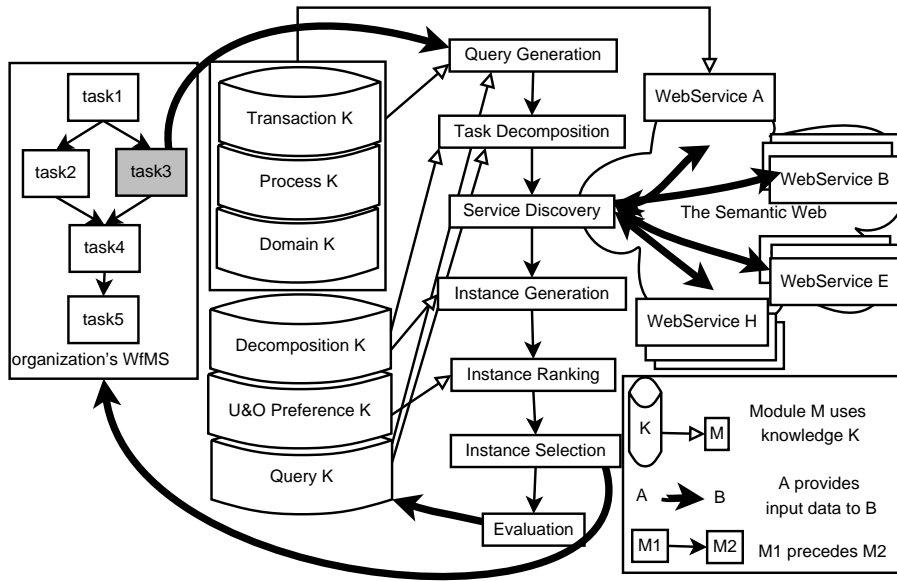 task1
task2
task3
task4
task5
organization's WfMS
Transaction K
Process K
Domain K
Decomposition K
U&O Preference K
Query K
Query Generation
Task Decomposition
Service Discovery
Instance Generation
Instance Ranking
Instance Selection
Evaluation
WebService A
WebService B
The Semantic Web
WebService E
WebService H
K
M
Module M uses
knowledge K
A
B
A provides
input data to B
M1
M2
M1 precedes M2